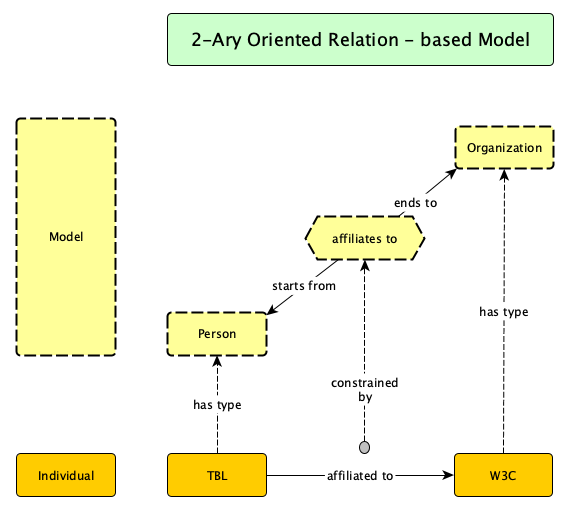 2-Ary Oriented Relation - based Model
Organization
ends to
Model
affiliates to
starts from
Person
has type
constrained
by
has type
Individual
TBL
affiliated to
W3C